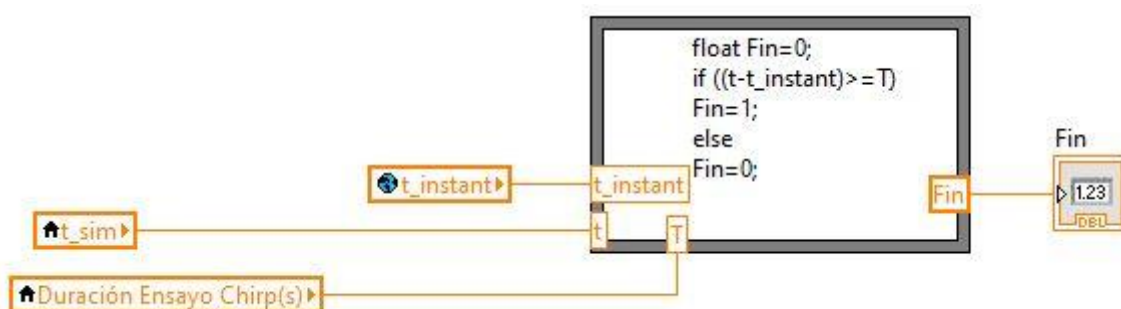 float Fin=0;
if ((t-t_instant)>=T)
Fin=1;
else
Fin=0;
Fin
t_instant
t_instant
Fin
1.23
DBL
t_sim
t
T
Duración Ensayo Chirp(s)